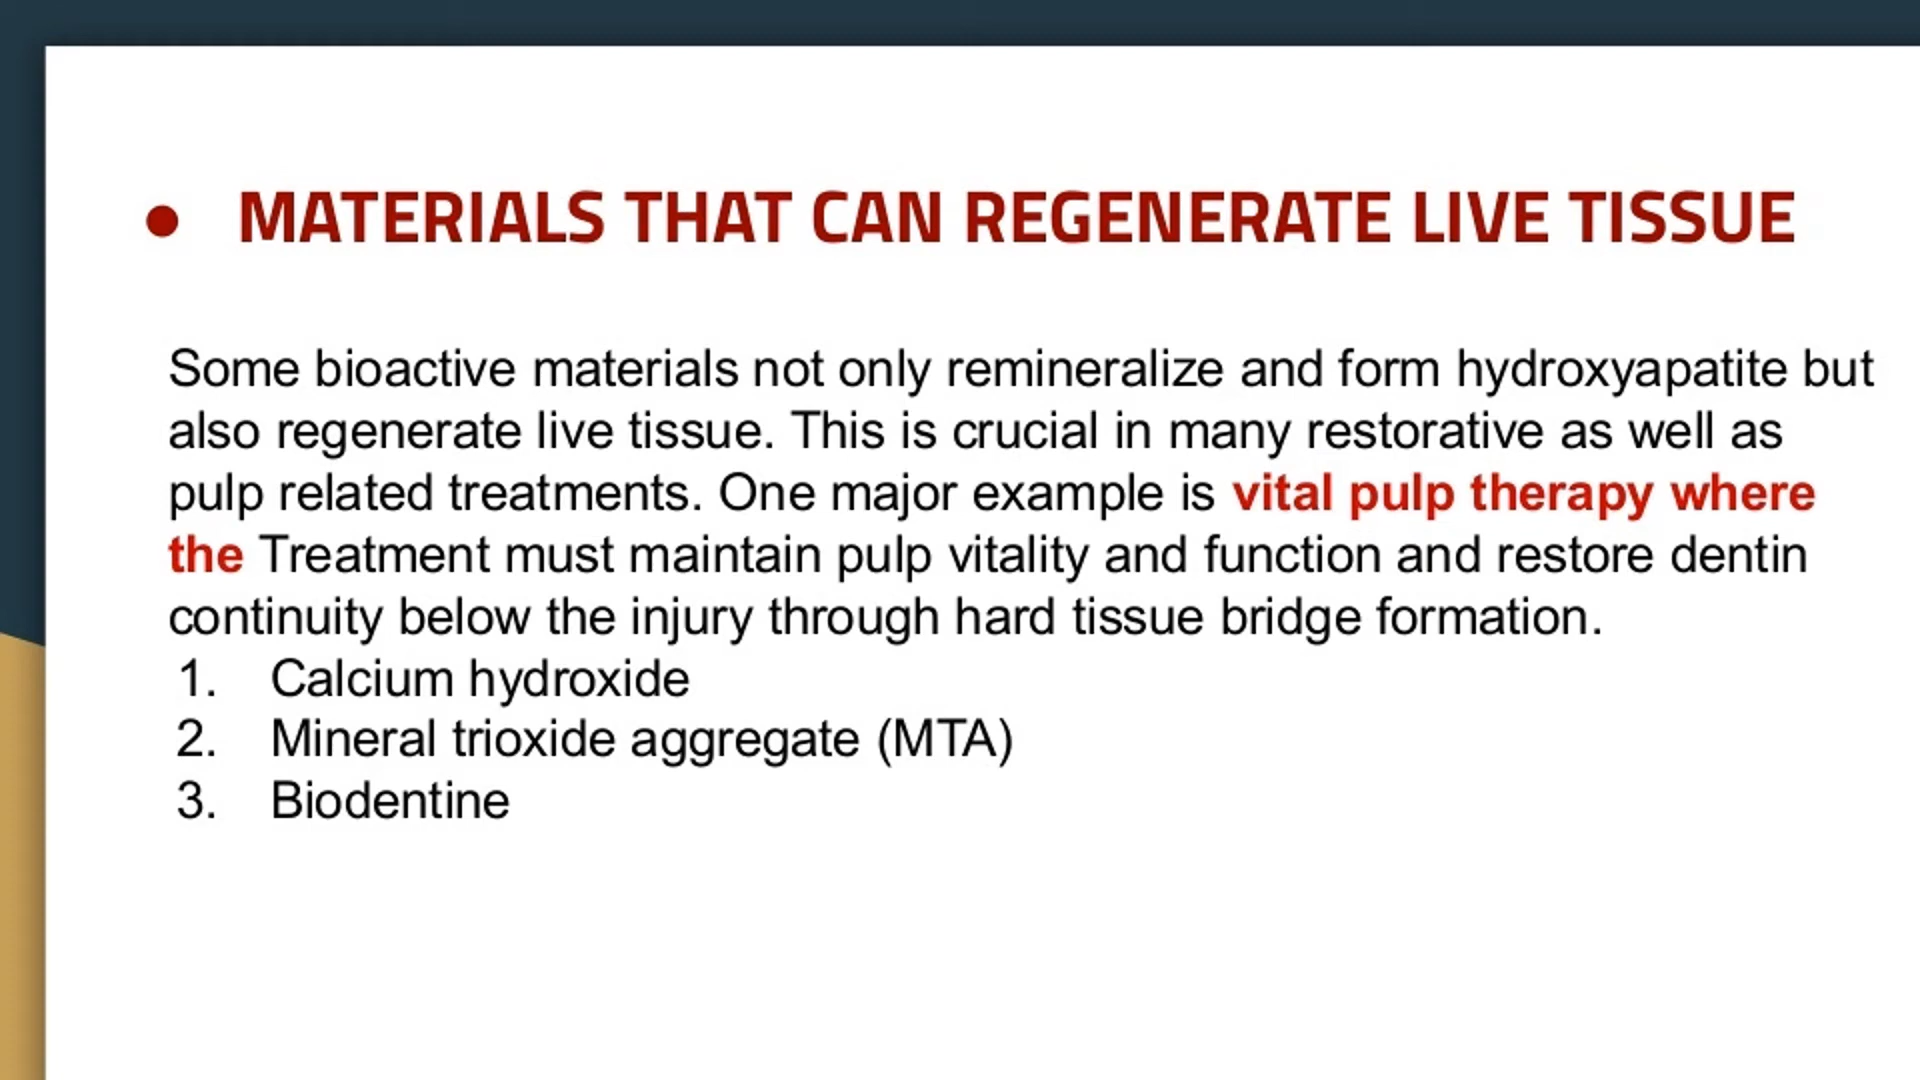 ● MATERIALS THAT CAN REGENERATE LIVE TISSUE
Some bioactive materials not only remineralize and form hydroxyapatite but
also regenerate live tissue. This is crucial in many restorative as well as
pulp related treatments. One major example is vital pulp therapy where
the Treatment must maintain pulp vitality and function and restore dentin
continuity below the injury through hard tissue bridge formation.
1. Calcium hydroxide
2. Mineral trioxide aggregate (MTA)
3. Biodentine